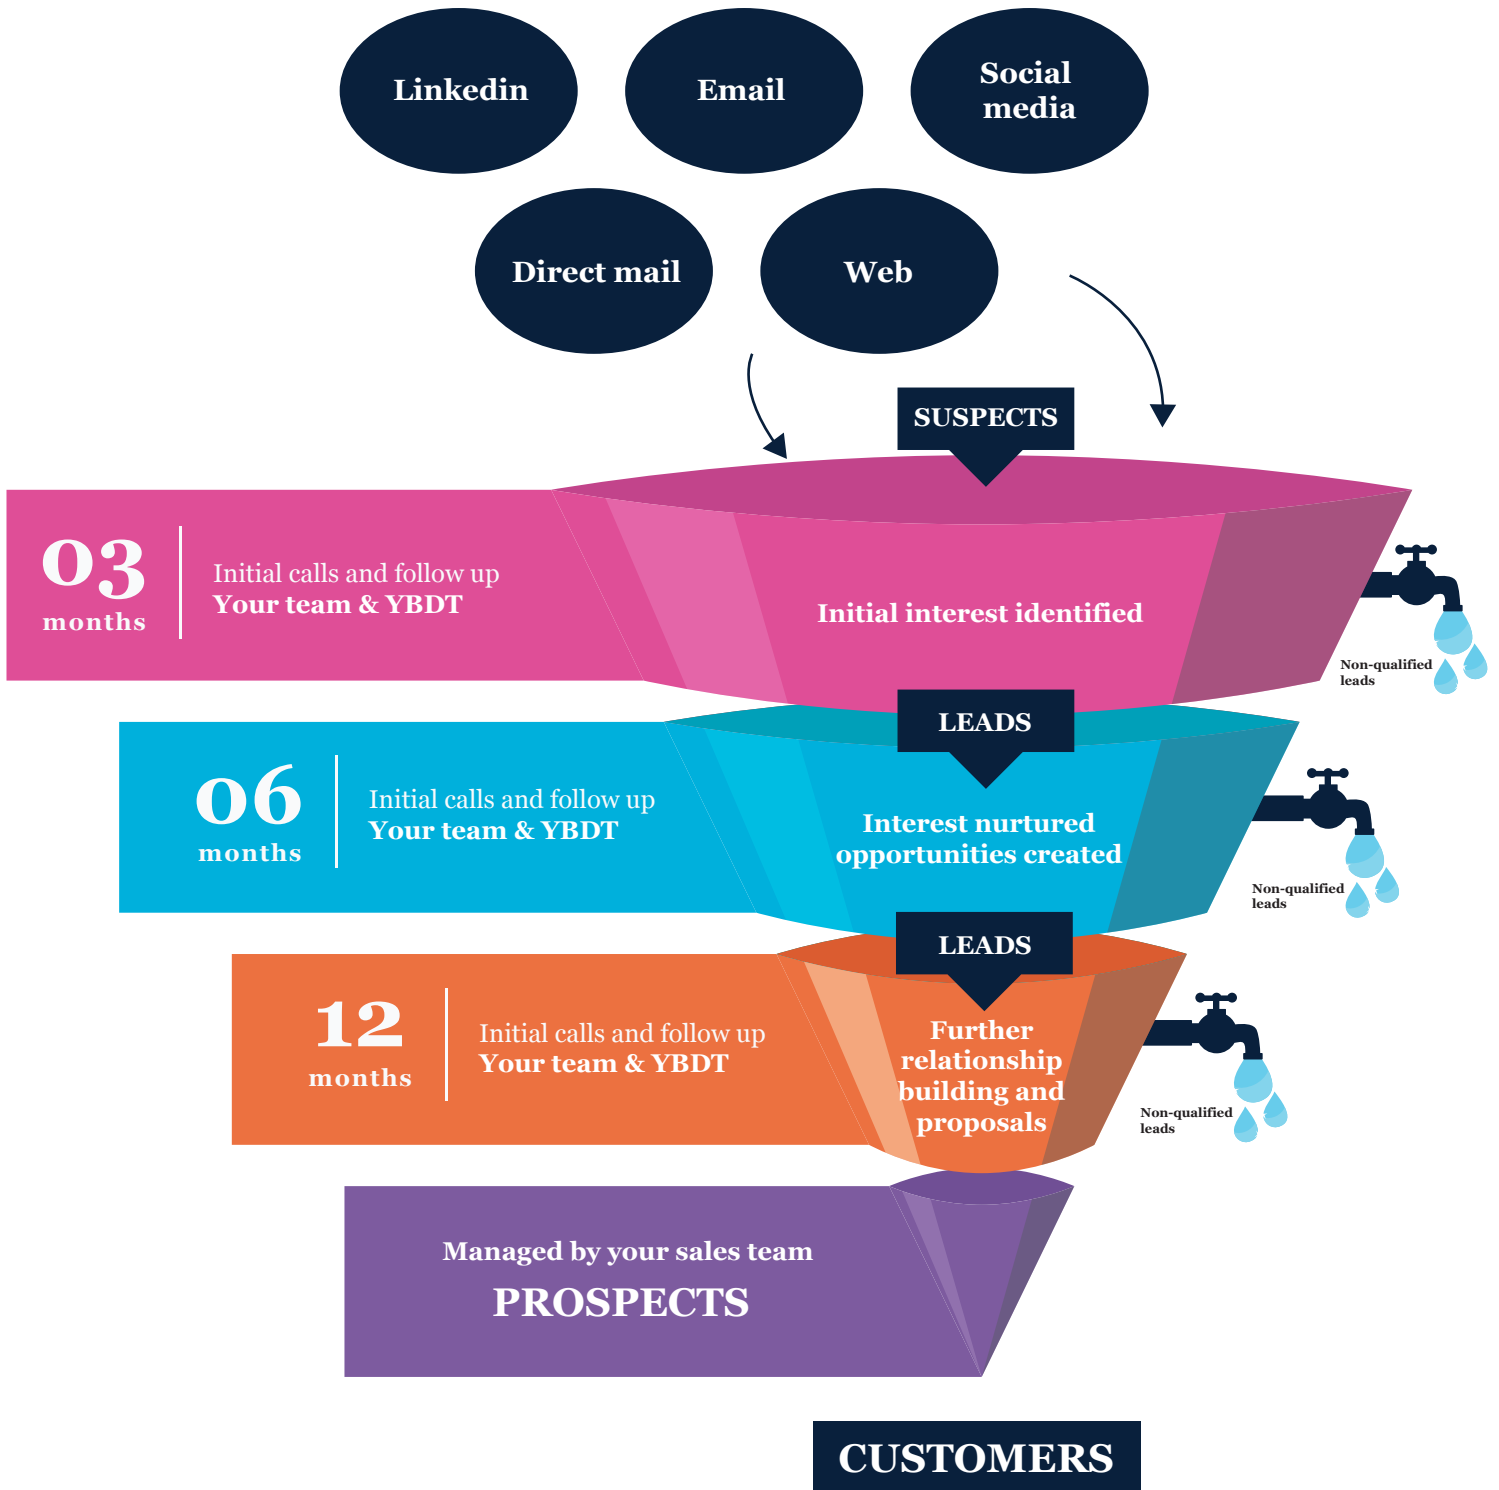 Linkedin
Email
Social
media
Direct mail
Web
SUSPECTS
03
months
Initial calls and follow up
Your team & YBDT
Initial interest identified
Non-qualified
leads
LEADS
06
months
Initial calls and follow up
Your team & YBDT
Interest nurtured
opportunities created
Non-qualified
leads
LEADS
12
months
Initial calls and follow up
Your team & YBDT
Further
relationship
building and
proposals
Non-qualified
leads
Managed by your sales team
PROSPECTS
CUSTOMERS